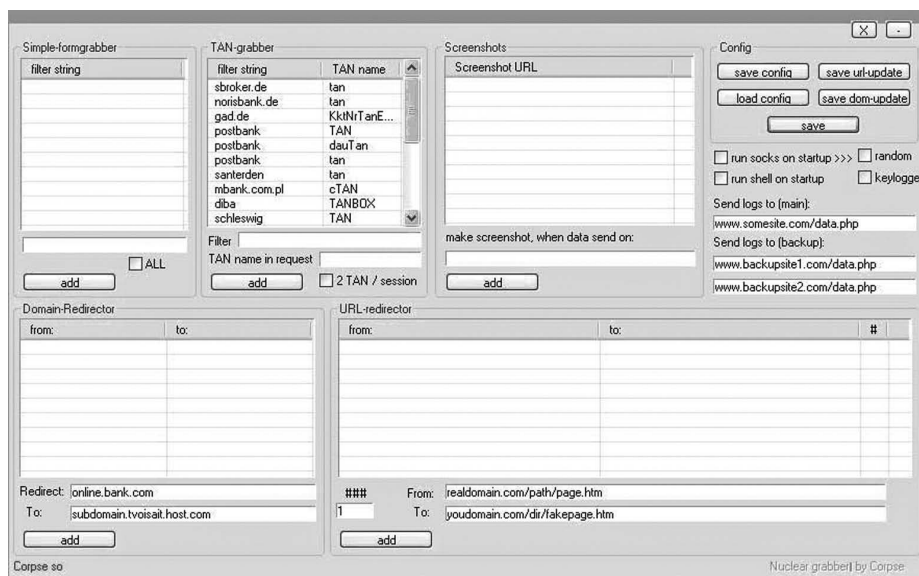 X -
Simple-formgrabber
filter string
ALL
add
TAN-grabber
filter string TAN name
sbroker.de tan
norisbank.de tan
gad.de KktNrTanE...
postbank TAN
postbank dauTan
postbank tan
santerden tan
mbank.com.pl cTAN
diba TANBOX
schleswig TAN
Filter
TAN name in request
add 2 TAN / session
Screenshots
Screenshot URL
make screenshot, when data send on:
add
Config
save config save url-update
load config save dom-update
save
run socks on startup >>> random
run shell on startup keylogge
Send logs to (main):
www.somesite.com/data.php
Send logs to (backup):
www.backupsite1.com/data.php
www.backupsite2.com/data.php
Domain-Redirector
from: to:
Redirect: online.bank.com
To: subdomain.tvoisait.host.com
add
URL-redirector
from: to: #
### From: realdomain.com/path/page.htm
1 To: youdomain.com/dir/fakepage.htm
add
Corpse so
Nuclear grabber| by Corpse